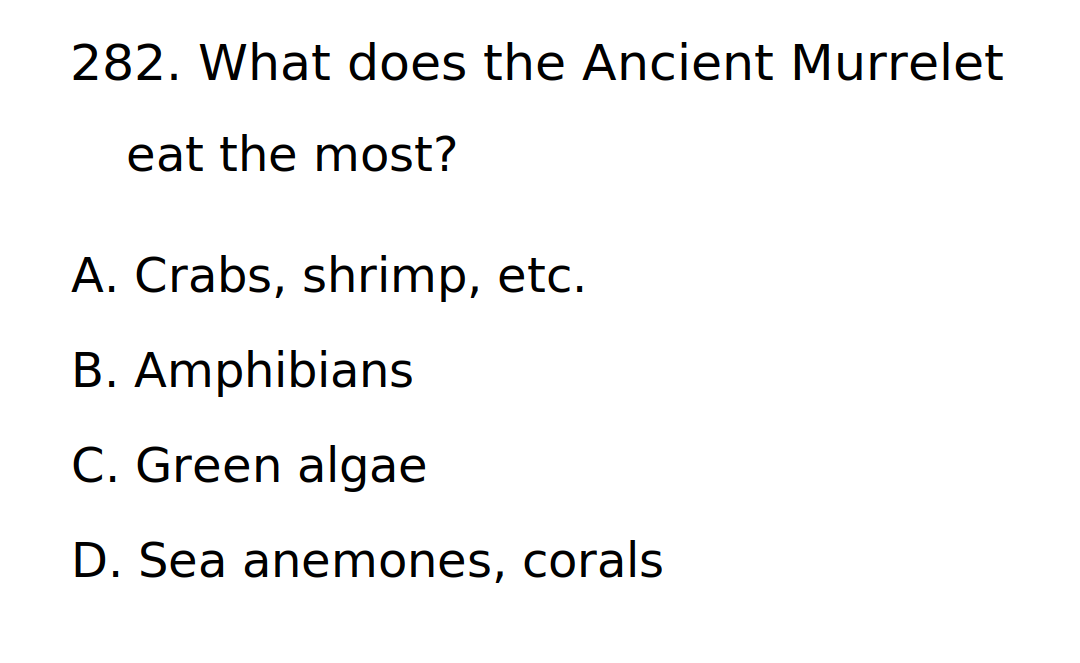 282. What does the Ancient Murrelet
eat the most?
A. Crabs, shrimp, etc.
B. Amphibians
C. Green algae
D. Sea anemones, corals